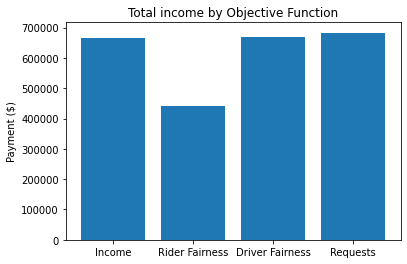 Total income by Objective Function
Payment ($)
700000
600000
500000
400000
300000
200000
100000
0
Income Rider Fairness Driver Fairness Requests